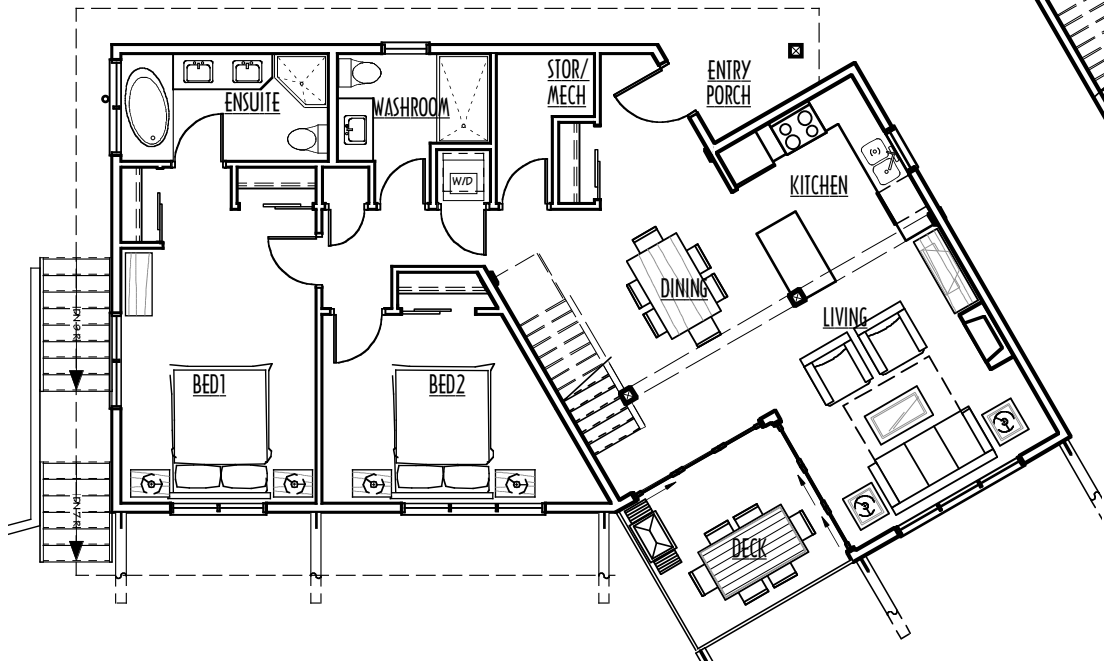 STOR/
MECH
ENTRY
PORCH
ENSUITE
WASHROOM
W/D
KITCHEN
DINING
LIVING
BED1
BED2
DECK